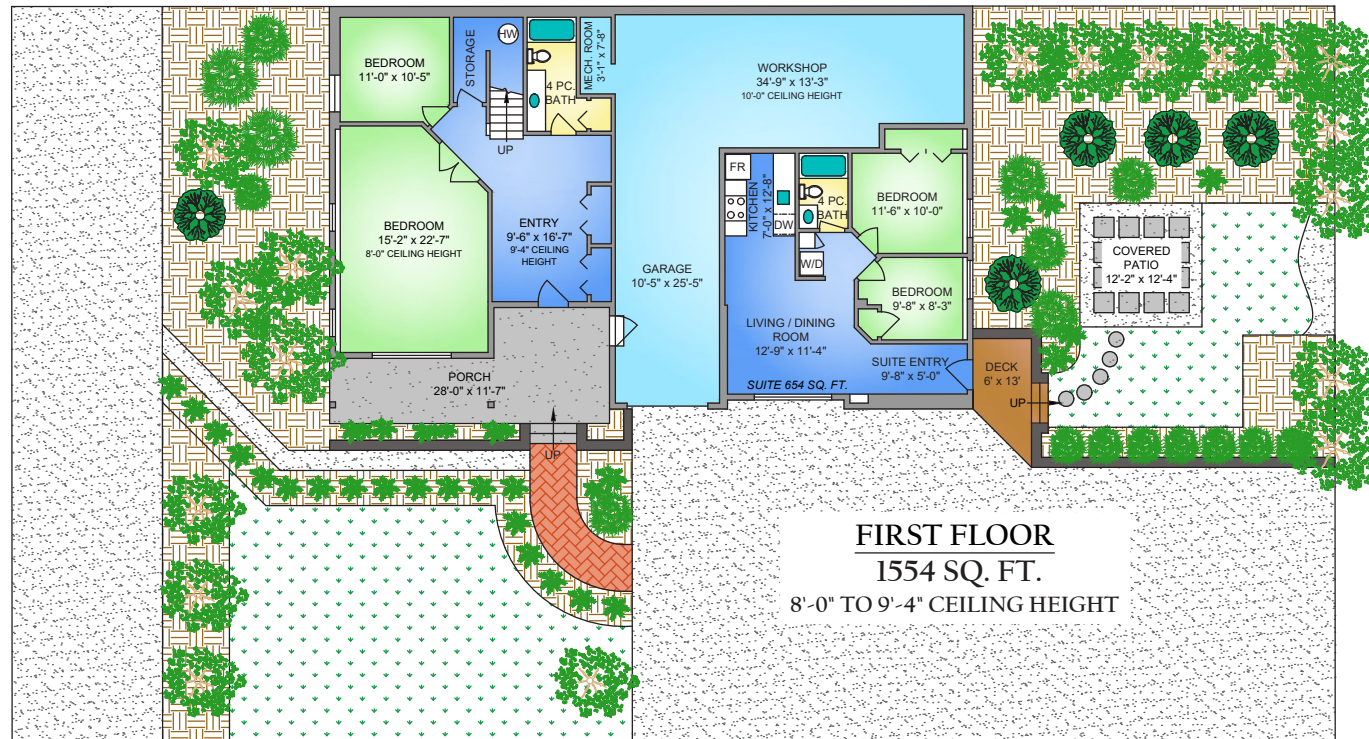 BEDROOM
11'-0" x 10'-5"
STORAGE
HW
4 PC.
BATH
MECH. ROOM
3'-1" x 7'-8"
WORKSHOP
34'-9" x 13'-3"
10'-0" CEILING HEIGHT
UP
BEDROOM
15'-2" x 22'-7"
8'-0" CEILING HEIGHT
ENTRY
9'-6" x 16'-7"
9'-4" CEILING
HEIGHT
GARAGE
10'-5" x 25'-5"
FR
KITCHEN
7'-0" x 12'-8"
DW
4 PC.
BATH
W/D
BEDROOM
11'-6" x 10'-0"
BEDROOM
9'-8" x 8'-3"
LIVING / DINING
ROOM
12'-9" x 11'-4"
SUITE ENTRY
9'-8" x 5'-0"
SUITE 654 SQ. FT.
COVERED
PATIO
12'-2" x 12'-4"
DECK
6' x 13'
UP
PORCH
28'-0" x 11'-7"
UP
FIRST FLOOR
1554 SQ. FT.
8'-0" TO 9'-4" CEILING HEIGHT